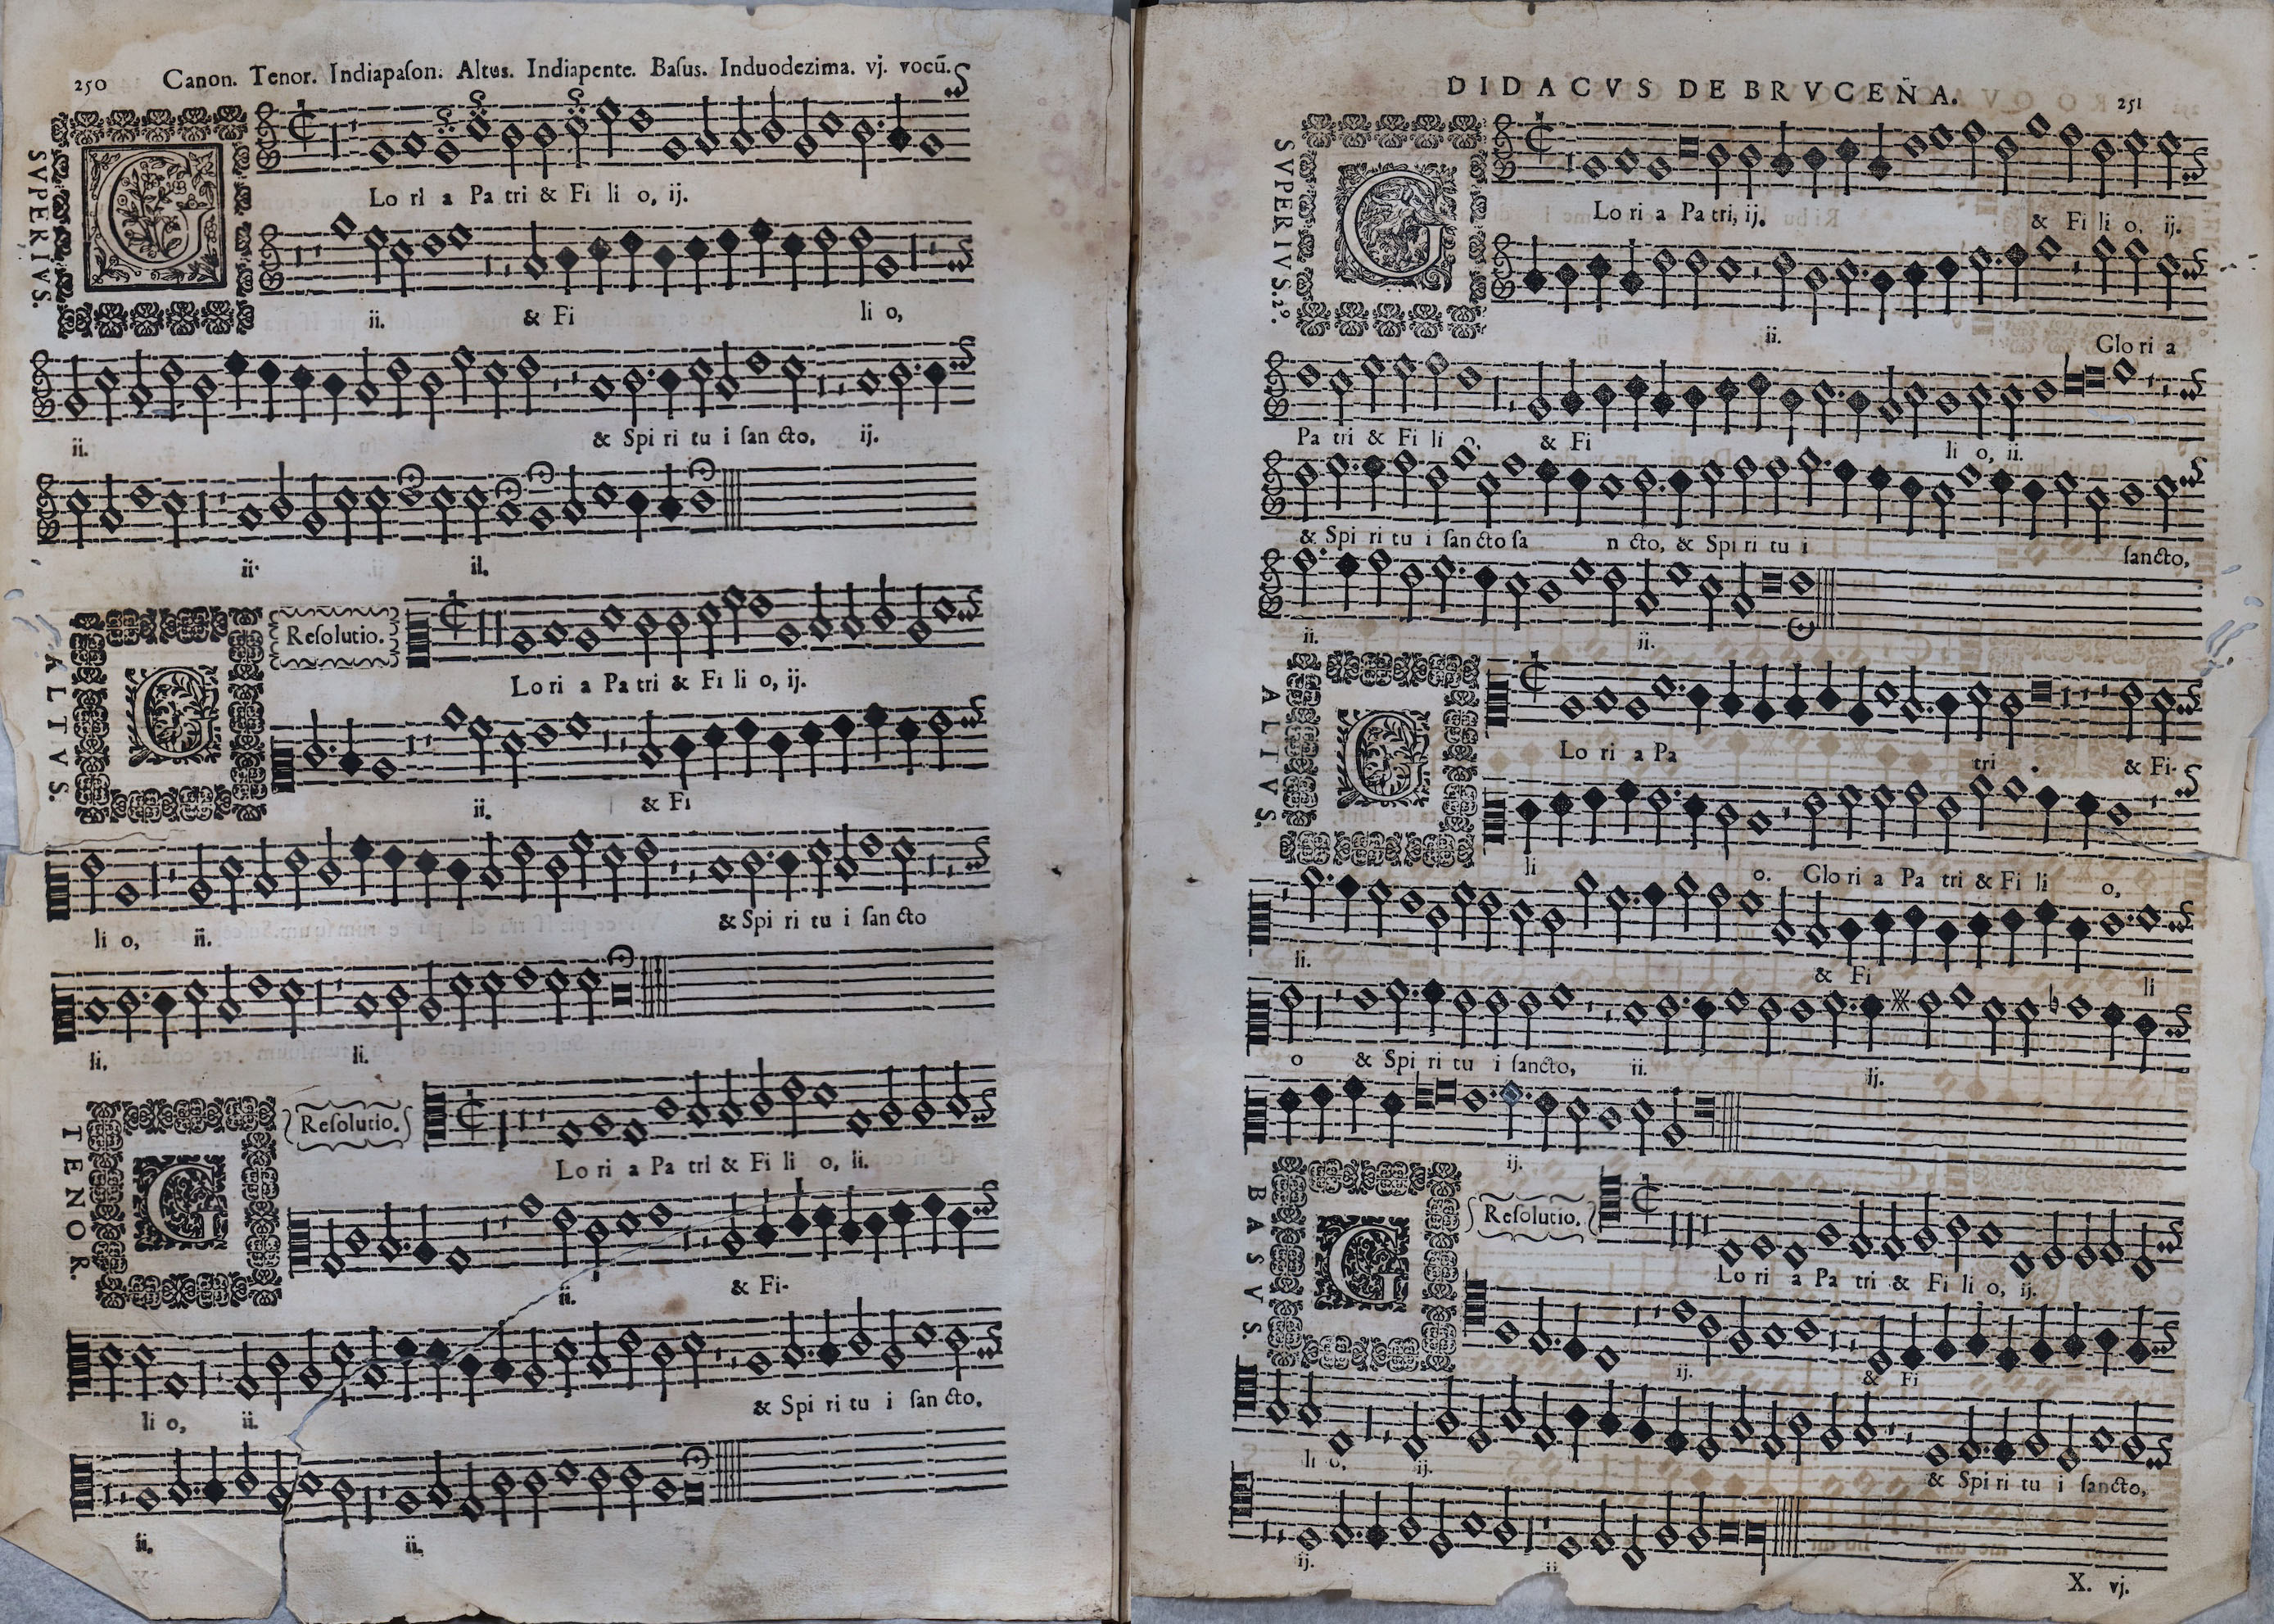 250 Canon. Tenor. Indiapaſon. Altus. Indiapente. Baſus. Induodezima. vj. vocū.
SVPERIVS.
G
Lo ri a Pa tri & Fi li o, ij.
ii. & Fi li o,
ii. & Spi ri tu i ſan cto, ij.
ii. ii.
ALTVS.
G
Reſolutio.
Lo ri a Pa tri & Fi li o, ij.
ii. & Fi
li o, ii. & Spi ri tu i ſan cto
ii. ii.
TENOR.
G
Reſolutio.
Lo ri a Pa tri & Fi li o, ii.
ii. & Fi-
li o, ii. & Spi ri tu i ſan cto.
ii. ii.
DIDACVS DE BRVCEÑA. 251
SVPERIVS. 2º.
G
Lo ri a Pa tri, ij. & Fi li o, ij.
ii. Glo ri a
Pa tri & Fi li o. & Fi li o, ii.
& Spi ri tu i ſan cto ſa n cto, & Spi ri tu i ſancto,
ii. ii.
ALTVS.
G
Lo ri a Pa tri . & Fi-
li o. Glo ri a Pa tri & Fi li o,
ii. & Fi li
o & Spi ri tu i ſancto, ii. ij.
ij.
BASVS.
G
Reſolutio.
Lo ri a Pa tri & Fi li o, ij.
ij. & Fi
li o, ij. & Spi ri tu i ſancto,
ij. ii
X. vj.